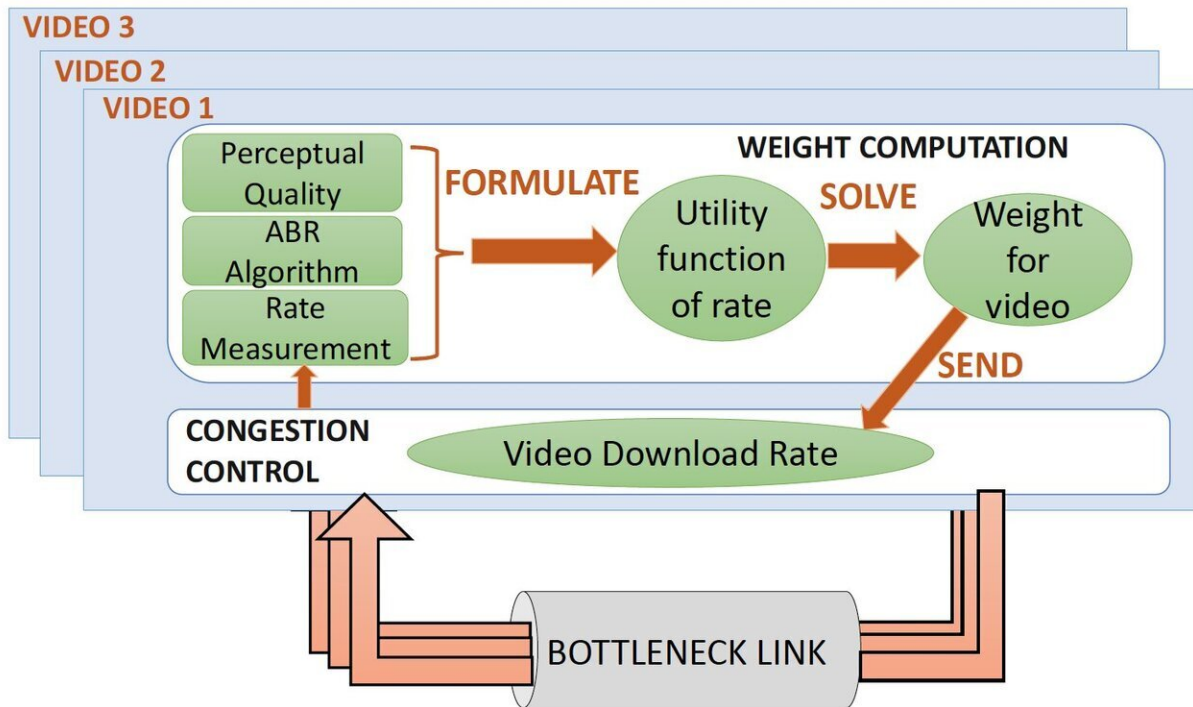 VIDEO 3
VIDEO 2
VIDEO 1
WEIGHT COMPUTATION
Perceptual
Quality
ABR
Algorithm
Rate
Measurement
FORMULATE
Utility
function
of rate
SOLVE
Weight
for
video
SEND
CONGESTION
CONTROL
Video Download Rate
BOTTLENECK LINK